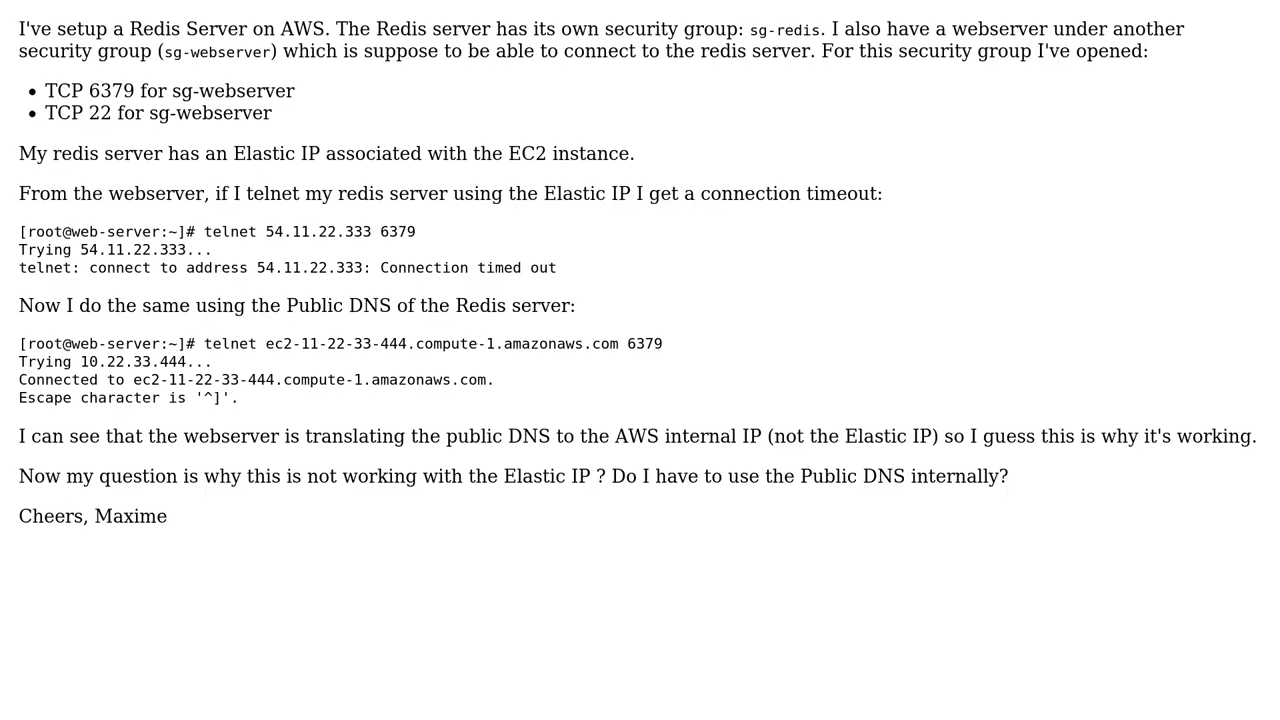 I've setup a Redis Server on AWS. The Redis server has its own security group: sg-redis. I also have a webserver under another
security group (sg-webserver) which is suppose to be able to connect to the redis server. For this security group I've opened:
• TCP 6379 for sg-webserver
• TCP 22 for sg-webserver
My redis server has an Elastic IP associated with the EC2 instance.
From the webserver, if I telnet my redis server using the Elastic IP I get a connection timeout:
[root@web-server:~]# telnet 54.11.22.333 6379
Trying 54.11.22.333...
telnet: connect to address 54.11.22.333: Connection timed out
Now I do the same using the Public DNS of the Redis server:
[root@web-server:~]# telnet ec2-11-22-33-444.compute-1.amazonaws.com 6379
Trying 10.22.33.444...
Connected to ec2-11-22-33-444.compute-1.amazonaws.com.
Escape character is '^]'.
I can see that the webserver is translating the public DNS to the AWS internal IP (not the Elastic IP) so I guess this is why it's working.
Now my question is why this is not working with the Elastic IP ? Do I have to use the Public DNS internally?
Cheers, Maxime